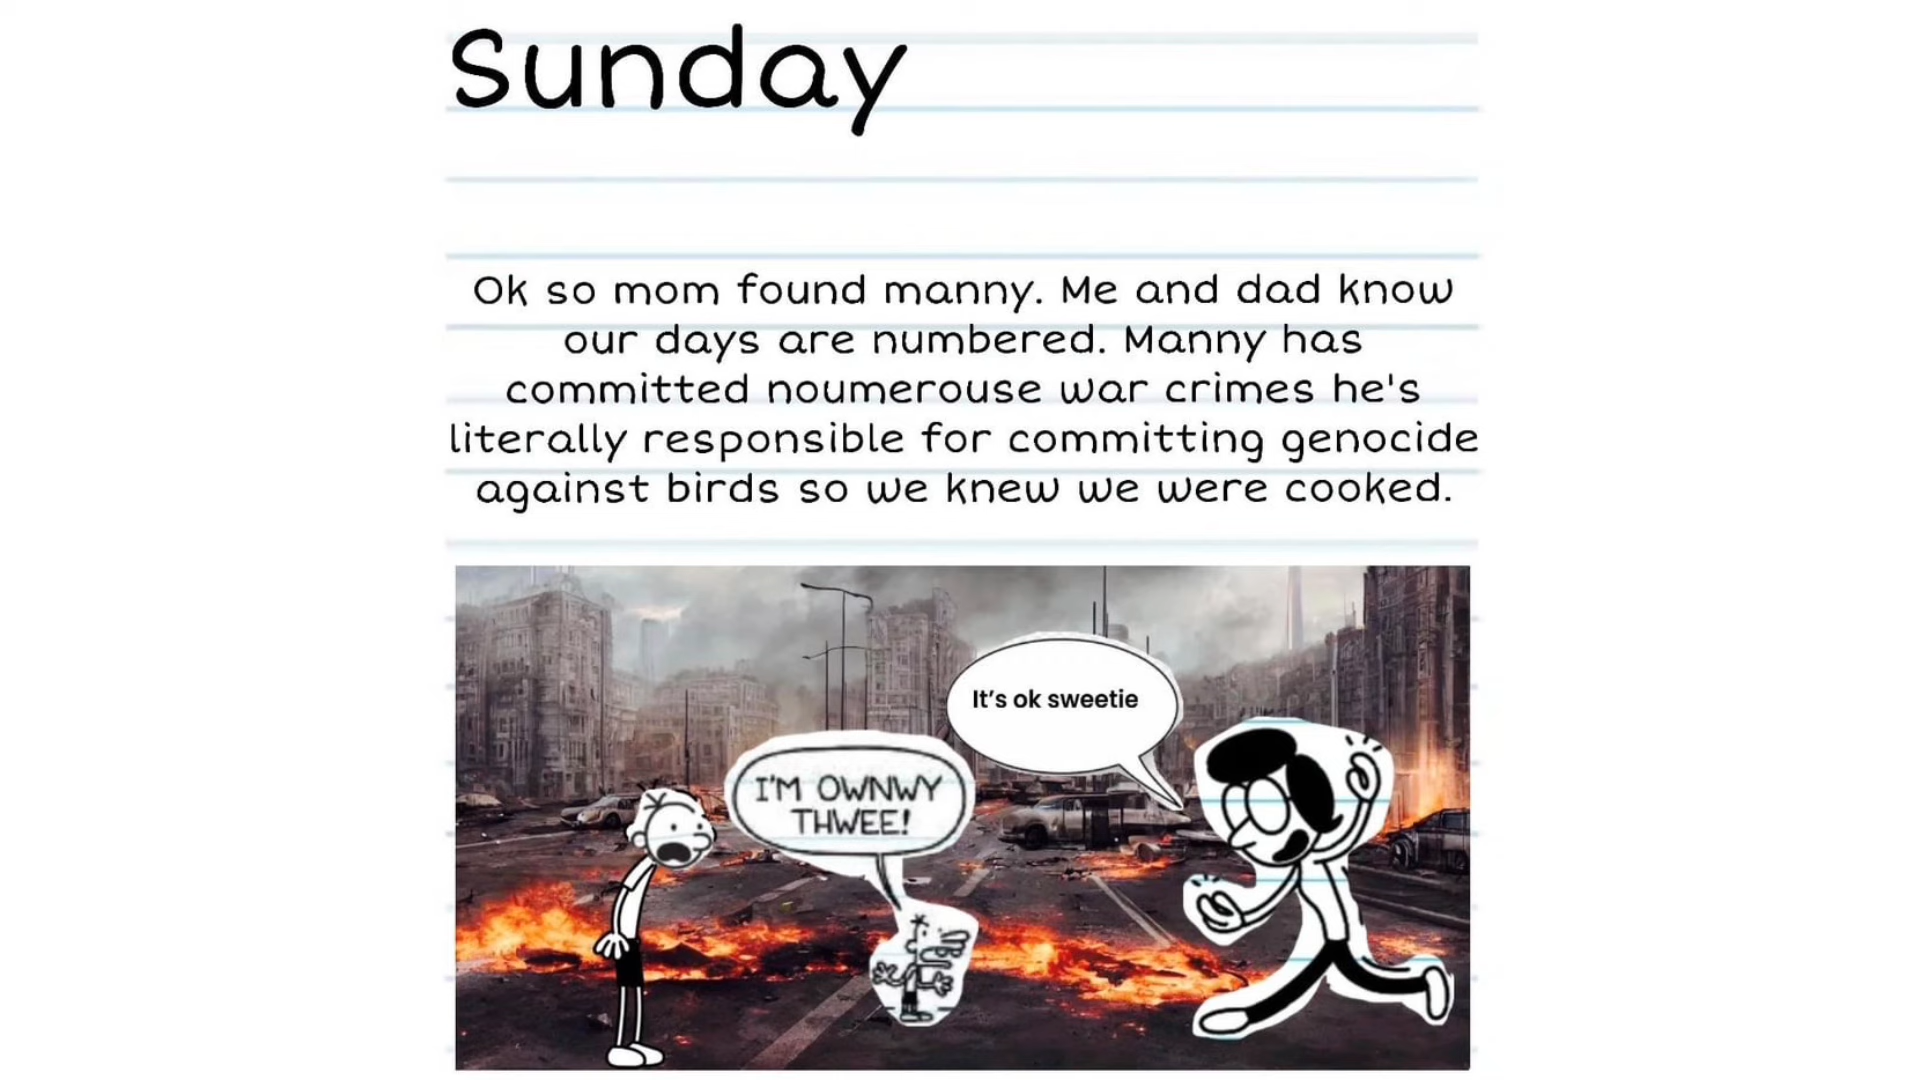 Sunday
Ok so mom found manny. Me and dad know
our days are numbered. Manny has
committed noumerouse war crimes he's
literally responsible for committing genocide
against birds so we knew we were cooked.
It's ok sweetie
I'M OWNWY
THWEE!